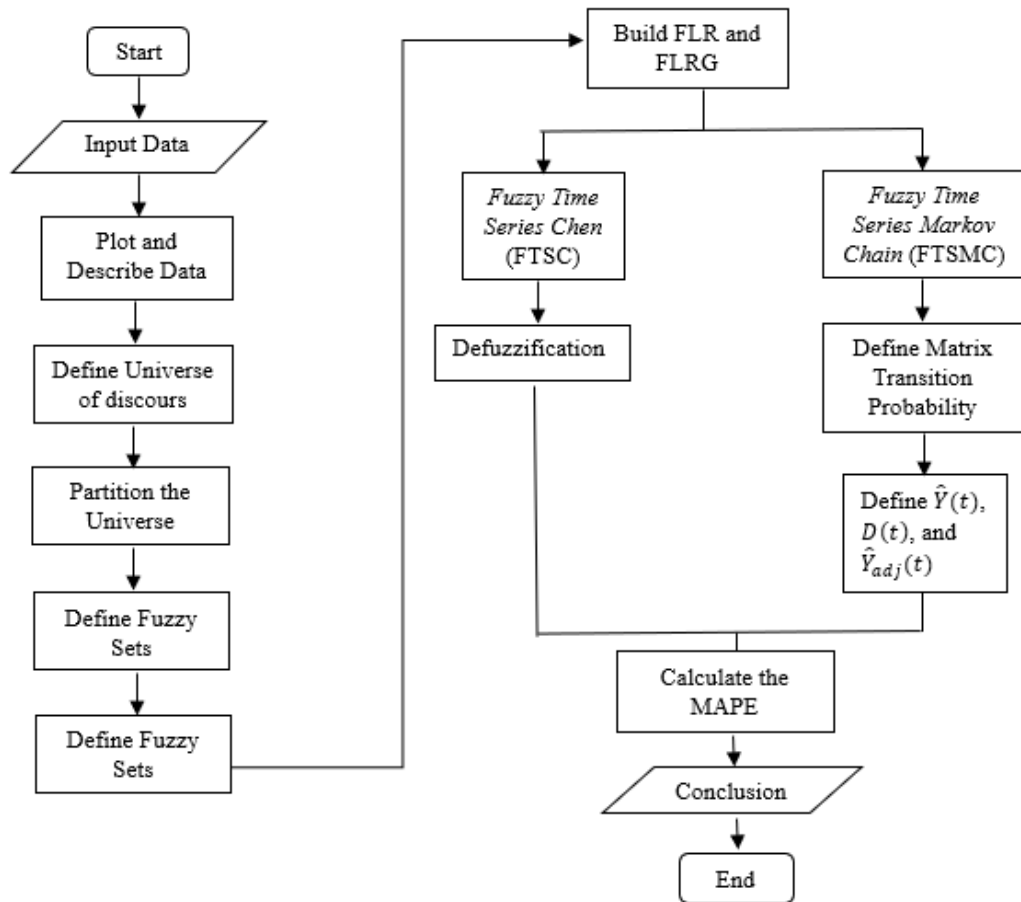 Start
Input Data
Plot and
Describe Data
Define Universe
of discours
Partition the
Universe
Define Fuzzy
Sets
Define Fuzzy
Sets
Build FLR and
FLRG
Fuzzy Time
Series Chen
(FTSC)
Defuzzification
Fuzzy Time
Series Markov
Chain (FTSMC)
Define Matrix
Transition
Probability
Define Ŷ(t),
D(t), and
Ŷ_adj(t)
Calculate the
MAPE
Conclusion
End